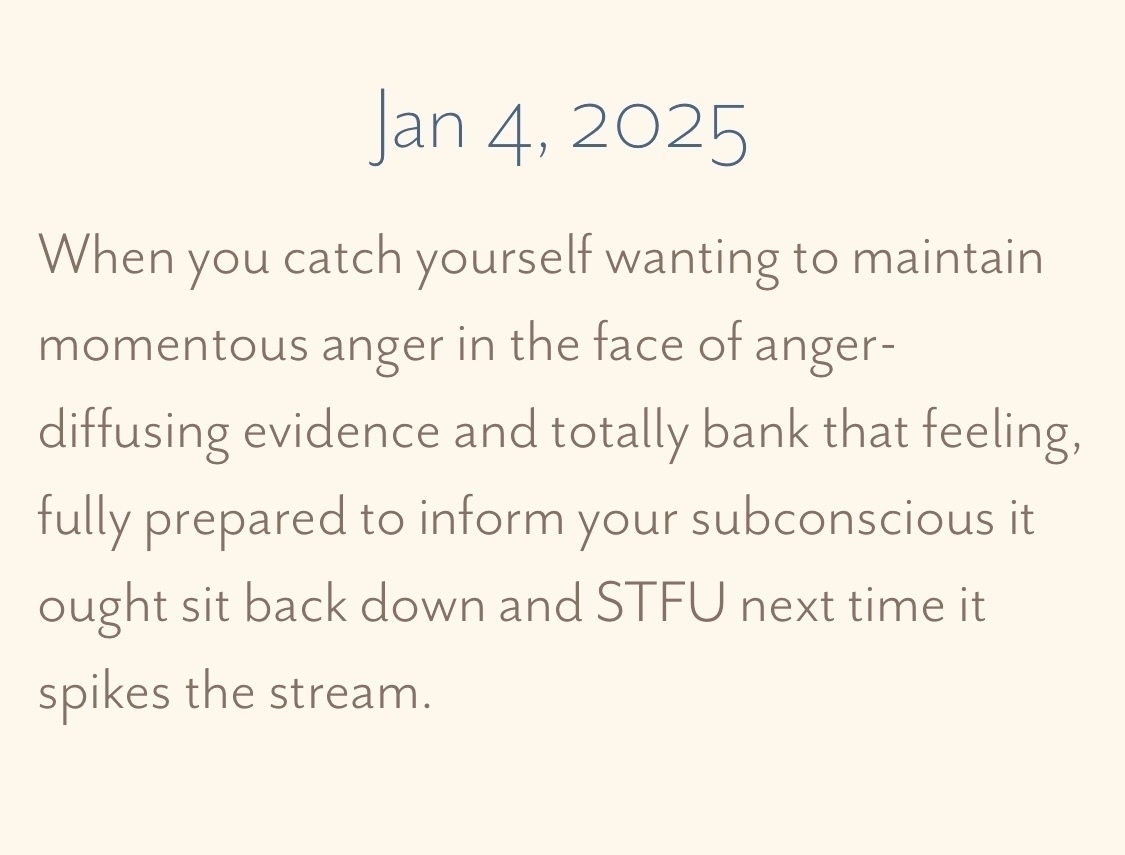 Jan 4, 2025
When you catch yourself wanting to maintain
momentous anger in the face of anger-
diffusing evidence and totally bank that feeling,
fully prepared to inform your subconscious it
ought sit back down and STFU next time it
spikes the stream.